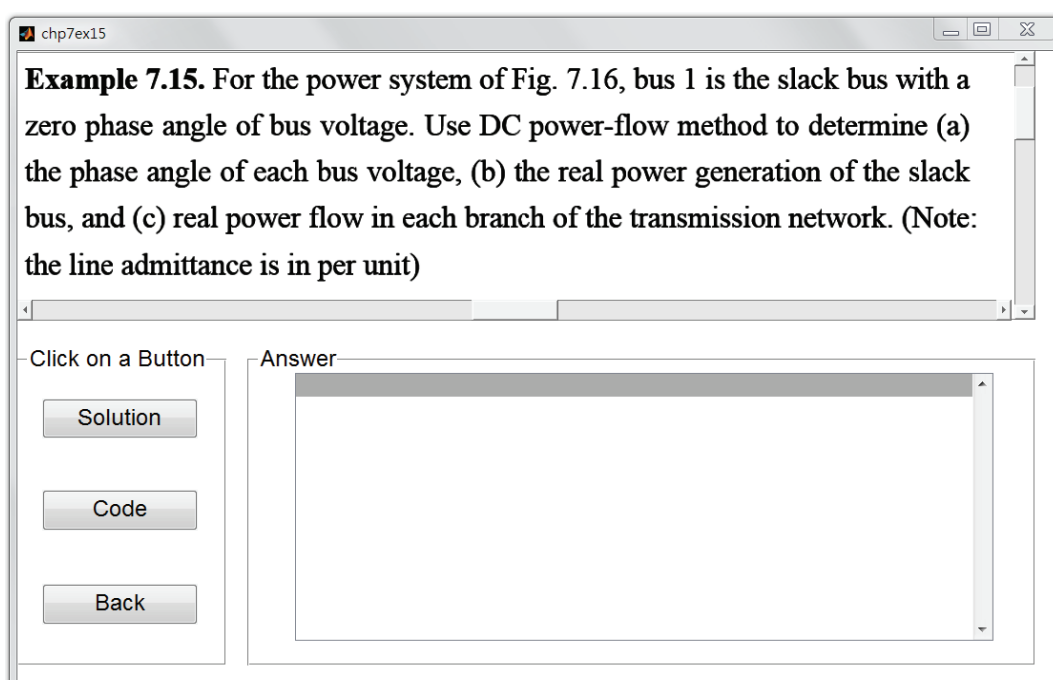 chp7ex15
Example 7.15. For the power system of Fig. 7.16, bus 1 is the slack bus with a
zero phase angle of bus voltage. Use DC power-flow method to determine (a)
the phase angle of each bus voltage, (b) the real power generation of the slack
bus, and (c) real power flow in each branch of the transmission network. (Note:
the line admittance is in per unit)
Click on a Button
Answer
Solution
Code
Back